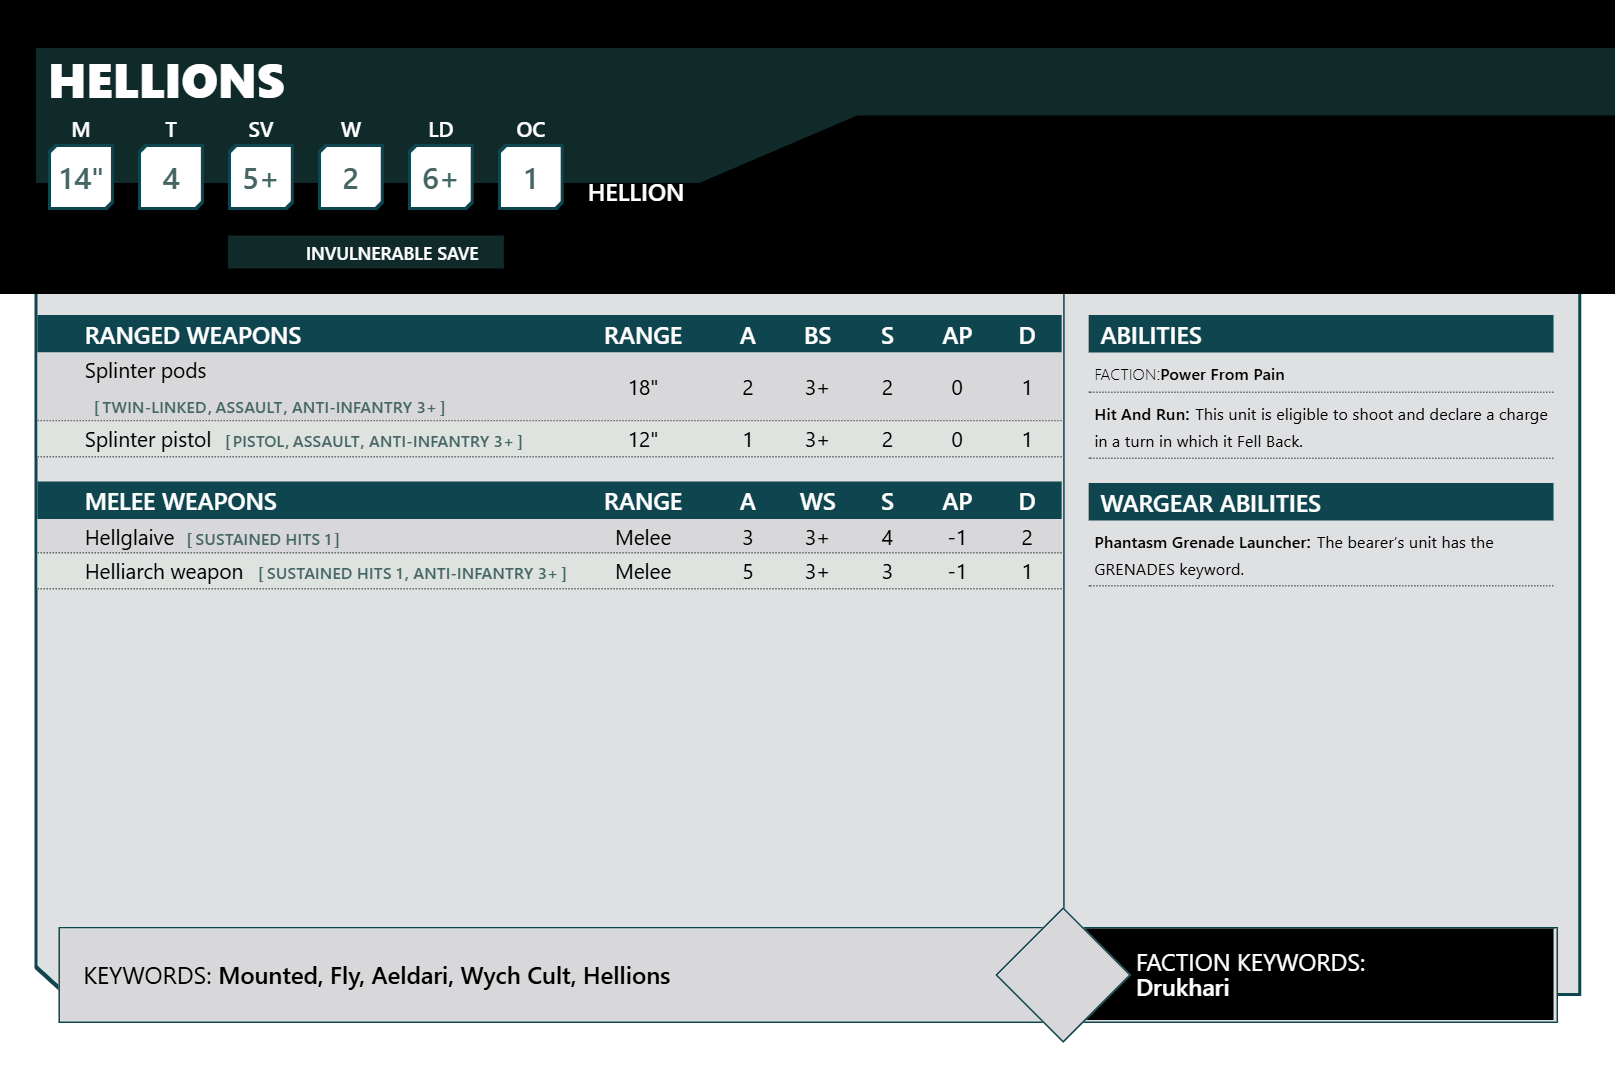 HELLIONS
M T SV W LD OC
14" 4 5+ 2 6+ 1 HELLION
INVULNERABLE SAVE
RANGED WEAPONS RANGE A BS S AP D
Splinter pods
[TWIN-LINKED, ASSAULT, ANTI-INFANTRY 3+] 18" 2 3+ 2 0 1
Splinter pistol [PISTOL, ASSAULT, ANTI-INFANTRY 3+] 12" 1 3+ 2 0 1
MELEE WEAPONS RANGE A WS S AP D
Hellglaive [SUSTAINED HITS 1] Melee 3 3+ 4 -1 2
Helliarch weapon [SUSTAINED HITS 1, ANTI-INFANTRY 3+] Melee 5 3+ 3 -1 1
ABILITIES
FACTION:Power From Pain
Hit And Run: This unit is eligible to shoot and declare a charge
in a turn in which it Fell Back.
WARGEAR ABILITIES
Phantasm Grenade Launcher: The bearer's unit has the
GRENADES keyword.
KEYWORDS: Mounted, Fly, Aeldari, Wych Cult, Hellions
FACTION KEYWORDS:
Drukhari